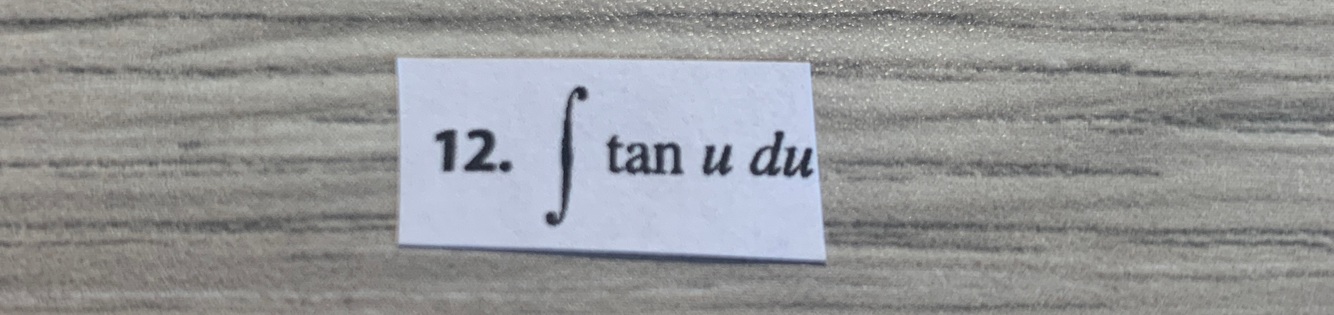 12. ∫ tan u du